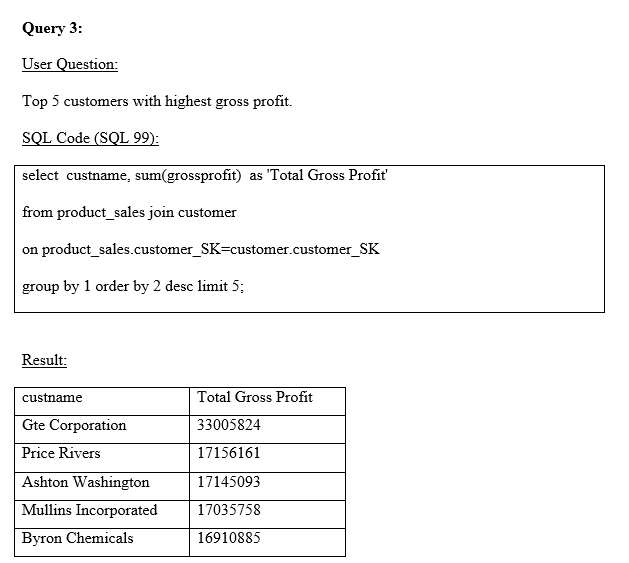 Query 3:
User Question:
Top 5 customers with highest gross profit.
SQL Code (SQL 99):
select  custname, sum(grossprofit)  as 'Total Gross Profit'
from product_sales join customer
on product_sales.customer_SK=customer.customer_SK
group by 1 order by 2 desc limit 5;
Result:
custname Total Gross Profit
Gte Corporation 33005824
Price Rivers 17156161
Ashton Washington 17145093
Mullins Incorporated 17035758
Byron Chemicals 16910885